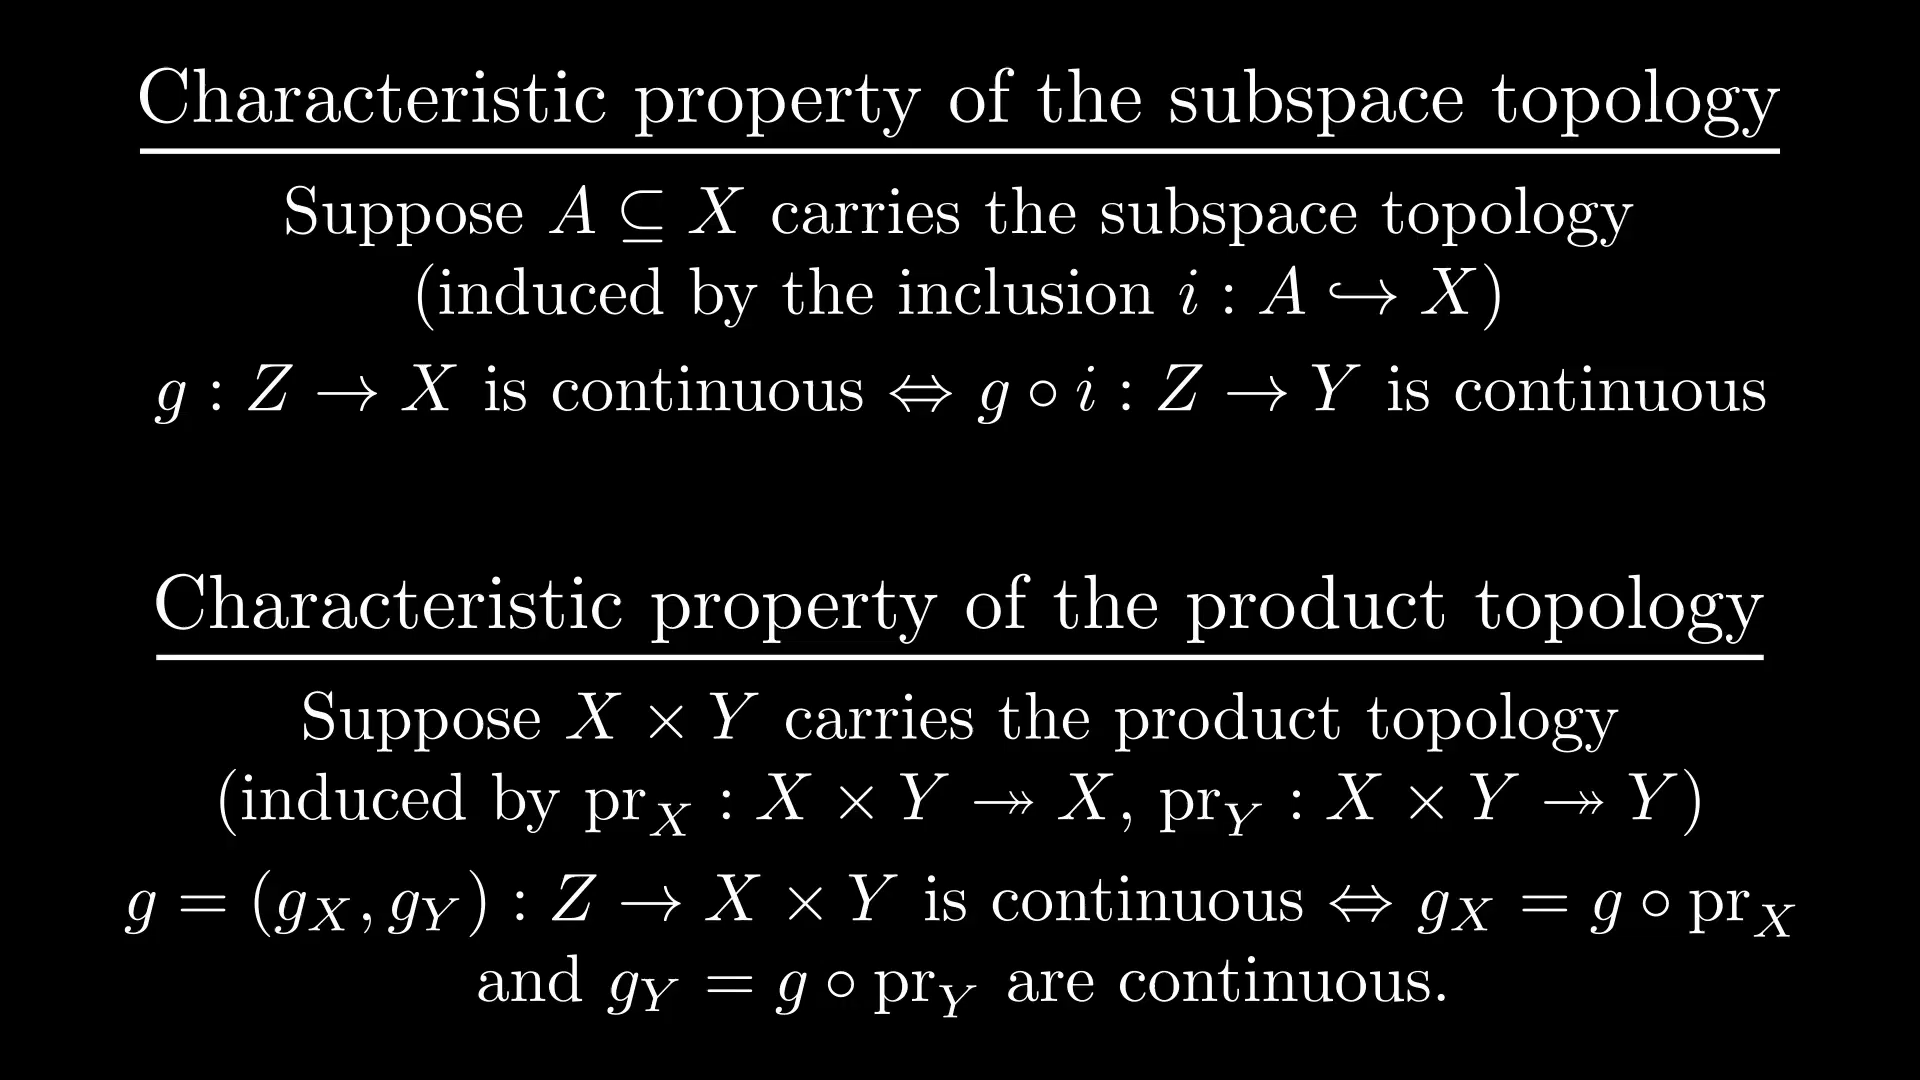 Characteristic property of the subspace topology
Suppose A ⊆ X carries the subspace topology
(induced by the inclusion i : A ↪ X)
g : Z → X is continuous ⇔ g ∘ i : Z → Y is continuous
Characteristic property of the product topology
Suppose X × Y carries the product topology
(induced by pr_X : X × Y ↠ X, pr_Y : X × Y ↠ Y)
g = (g_X, g_Y) : Z → X × Y is continuous ⇔ g_X = g ∘ pr_X
and g_Y = g ∘ pr_Y are continuous.